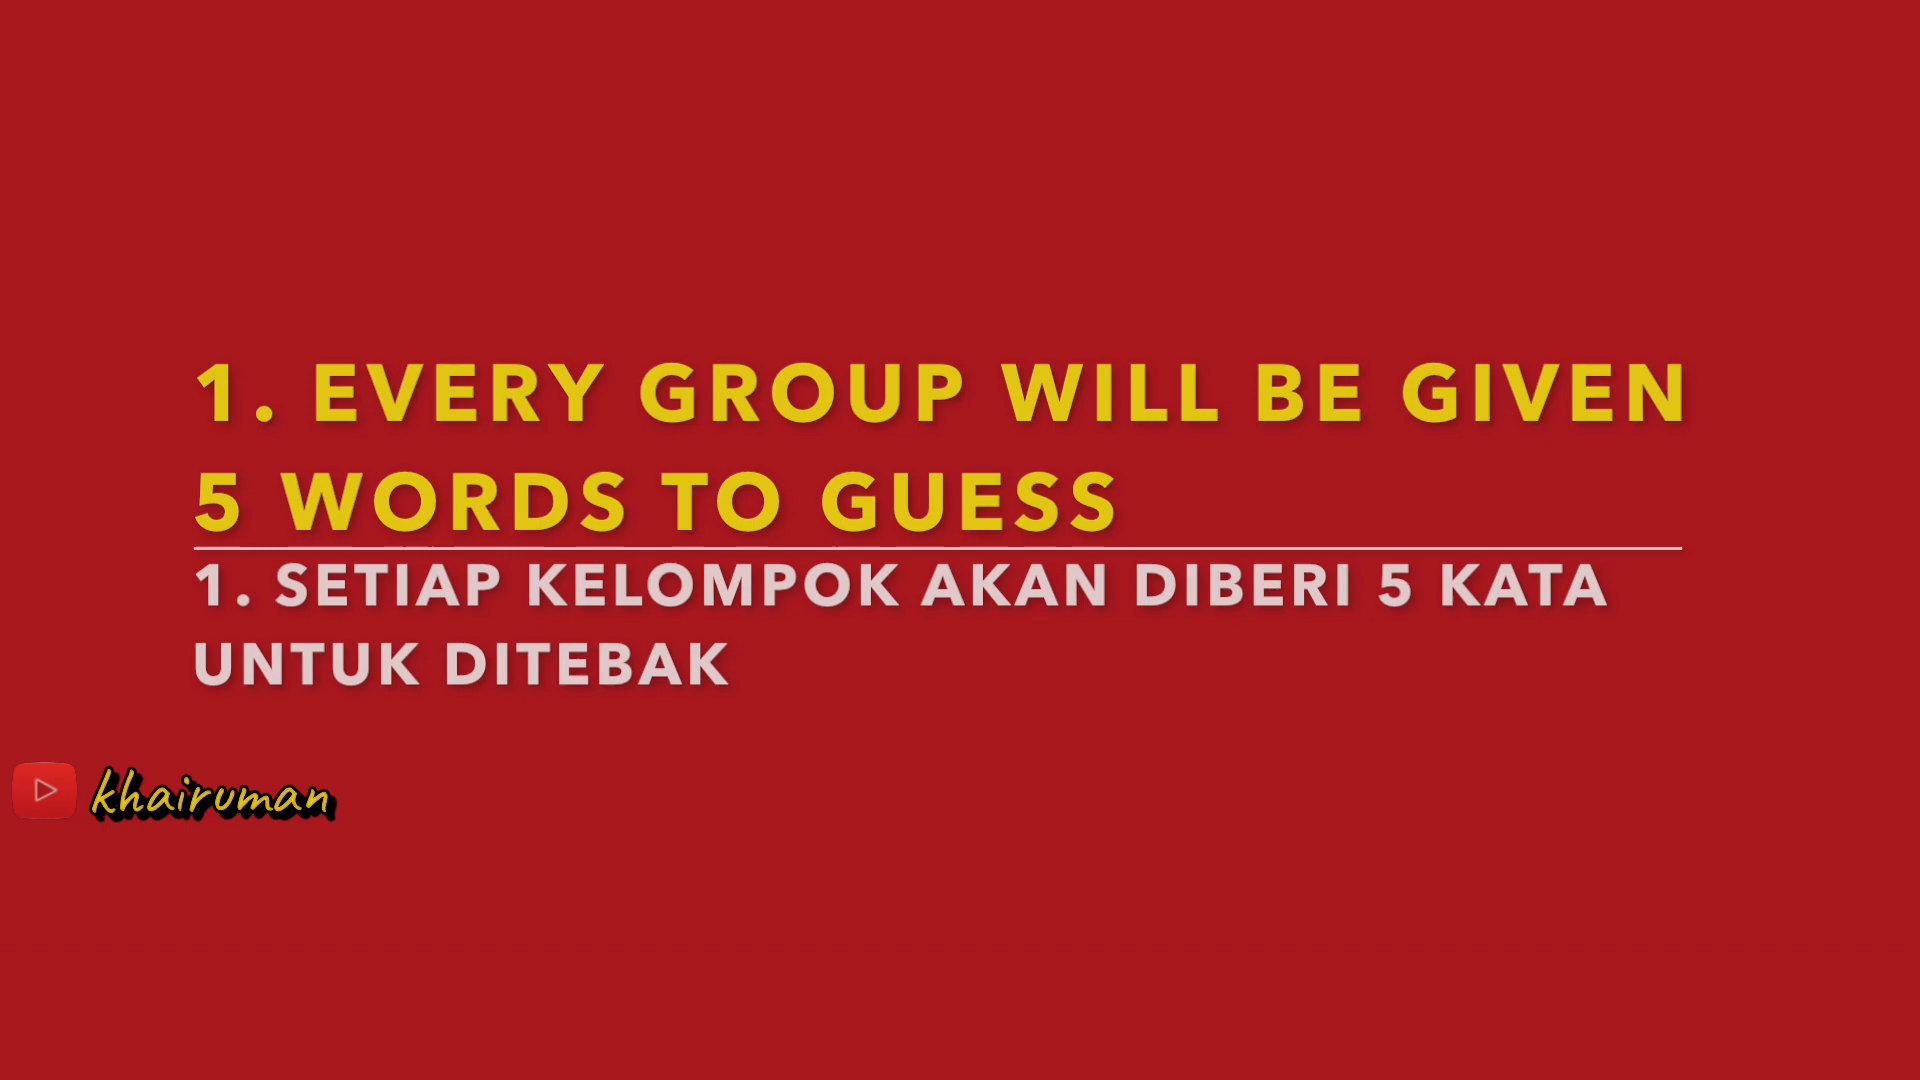 1. EVERY GROUP WILL BE GIVEN
5 WORDS TO GUESS
1. SETIAP KELOMPOK AKAN DIBERI 5 KATA
UNTUK DITEBAK
khairuman